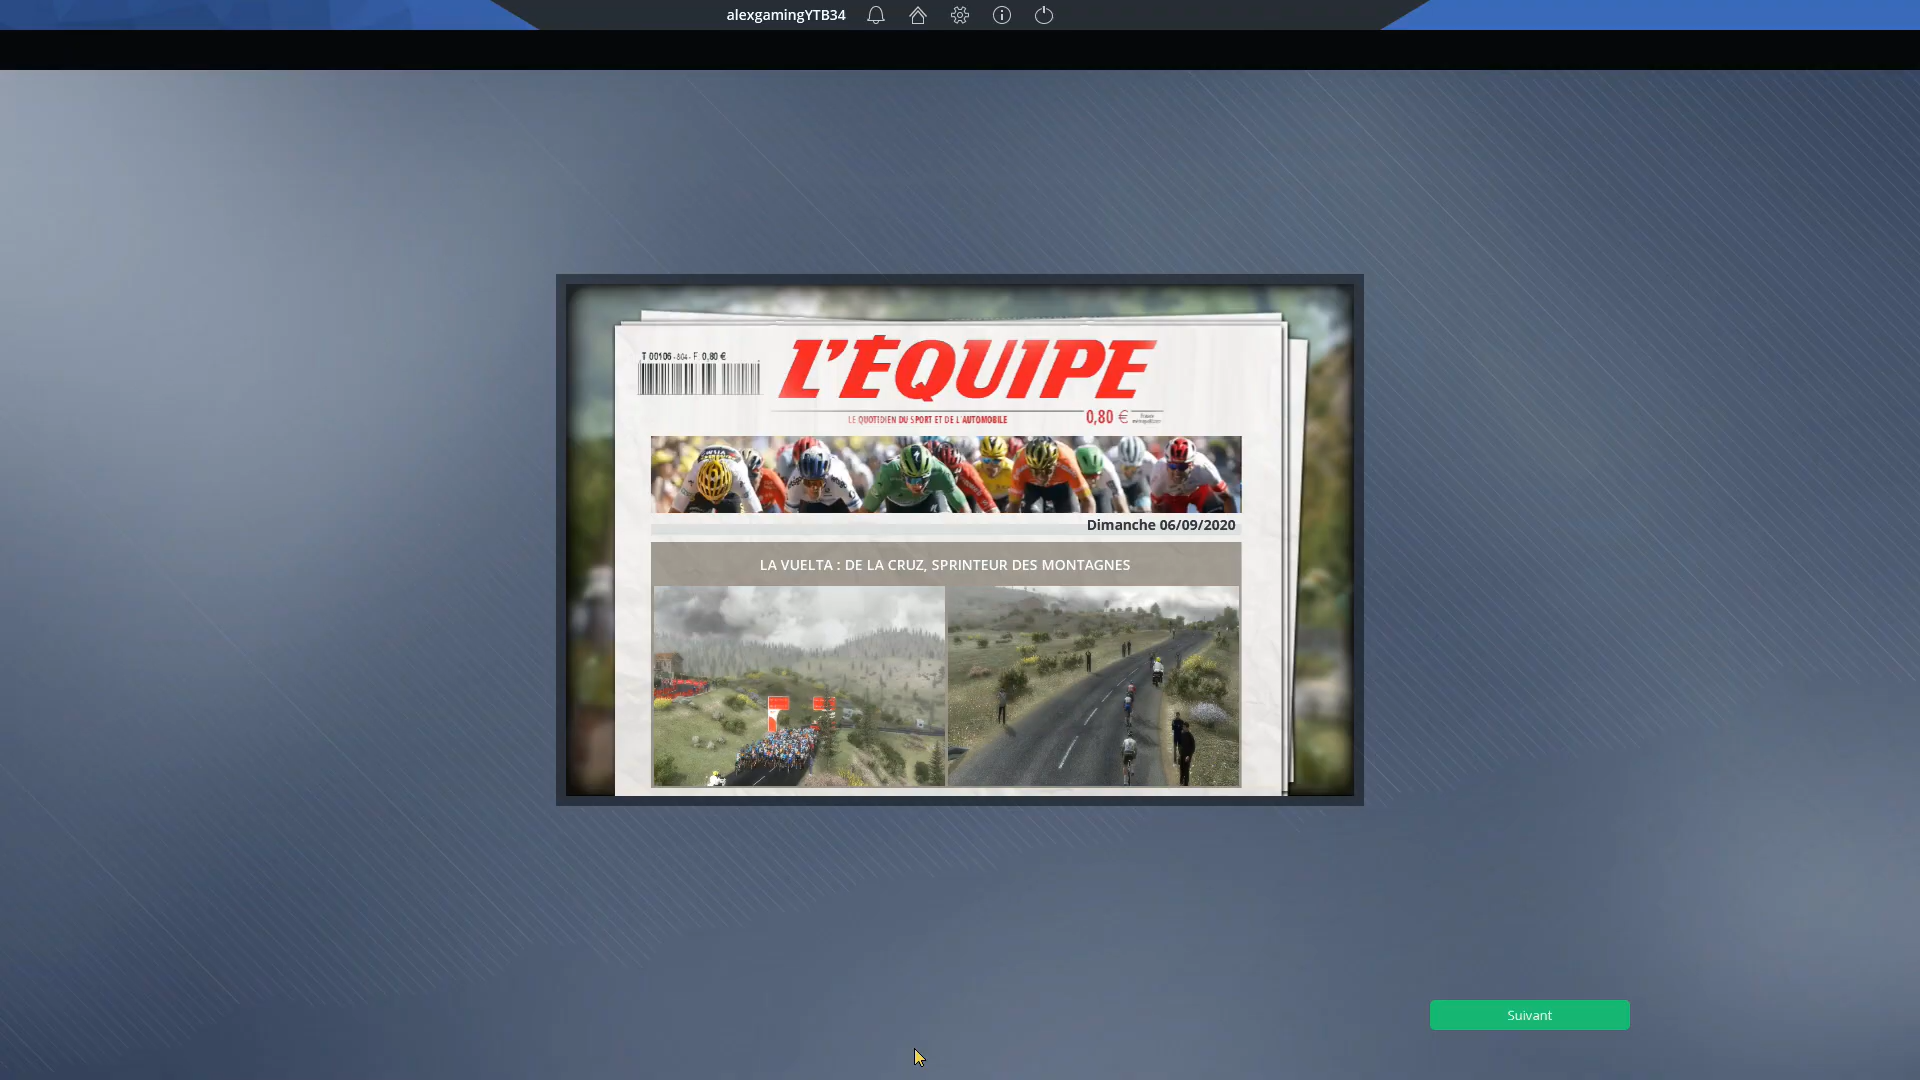 alexgamingYTB34
T 00106 - 804 - F 0,80 €
L'ÉQUIPE
LE QUOTIDIEN DU SPORT ET DE L'AUTOMOBILE
0,80 €
Dimanche 06/09/2020
LA VUELTA : DE LA CRUZ, SPRINTEUR DES MONTAGNES
Suivant